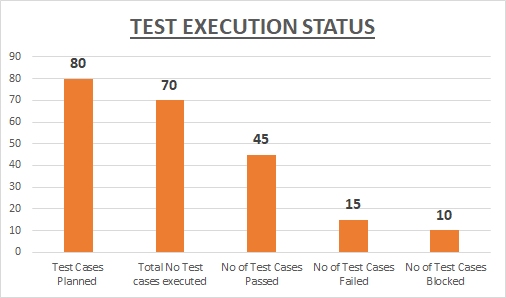 TEST EXECUTION STATUS
90
80
70
60
50
40
30
20
10
0
80
70
45
15
10
Test Cases
Planned
Total No Test
cases executed
No of Test Cases
Passed
No of Test Cases
Failed
No of Test Cases
Blocked